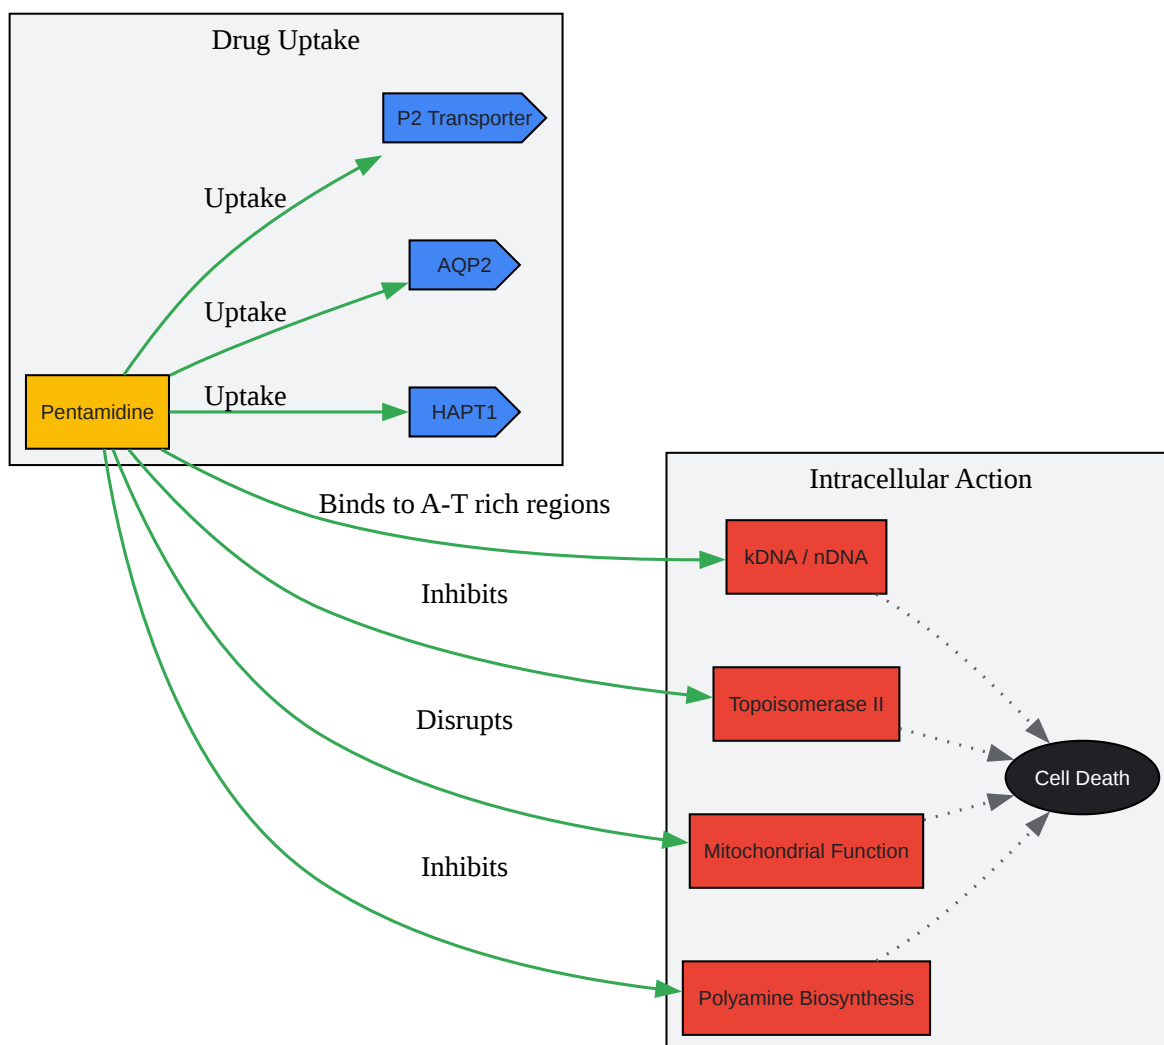 Drug Uptake
P2 Transporter
Uptake
AQP2
Uptake
Uptake
Pentamidine
HAPT1
Intracellular Action
Binds to A-T rich regions
kDNA / nDNA
Inhibits
Topoisomerase II
Disrupts
Cell Death
Mitochondrial Function
Inhibits
Polyamine Biosynthesis